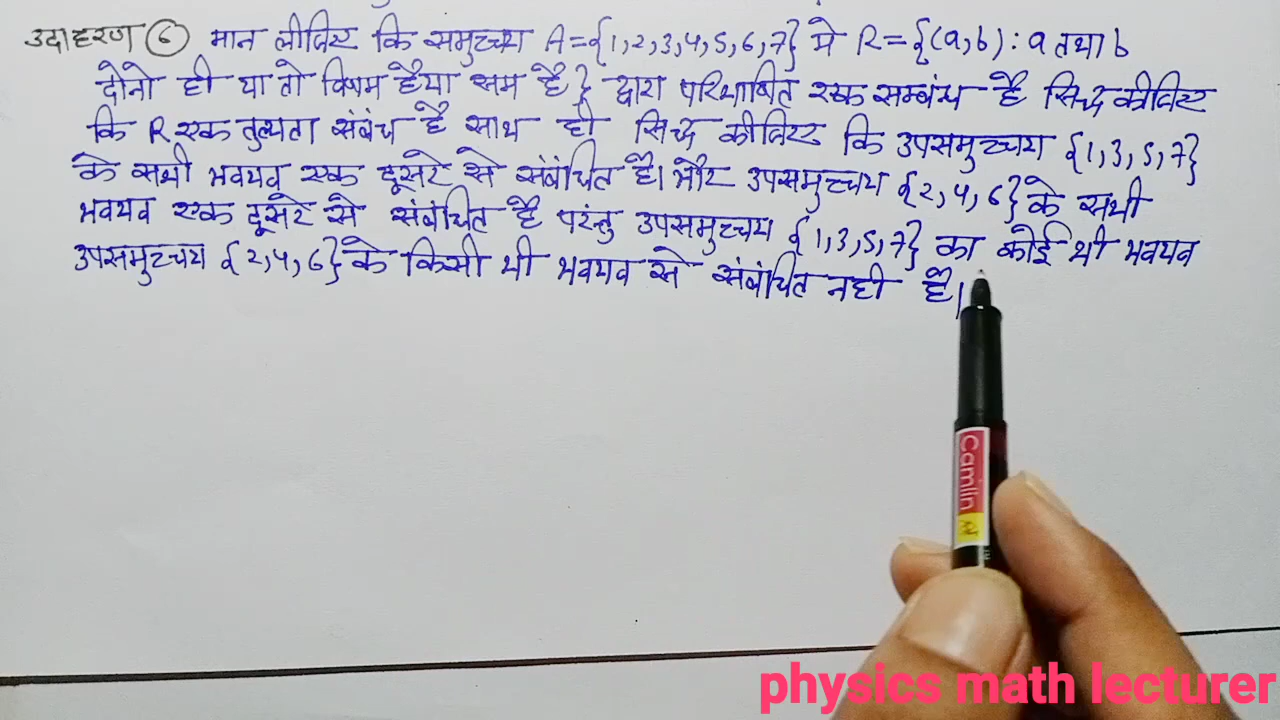 उदाहरण ⑥ मान लीजिए कि समुच्चय A={1,2,3,4,5,6,7} मे R={(a,b) : a तथा b
दोनो ही या तो विषम है या सम है} द्वारा परिभाषित एक सम्बंध है सिद्ध कीजिए
कि R एक तुल्यता संबंध है साथ ही सिद्ध कीजिए कि उपसमुच्चय {1,3,5,7}
के सभी अवयव एक दूसरे से संबंधित है। और उपसमुच्चय {2,4,6} के सभी
अवयव एक दूसरे से संबंधित है परंतु उपसमुच्चय {1,3,5,7} का कोई भी अवयव
उपसमुच्चय {2,4,6} के किसी भी अवयव से संबंधित नही है।
Camlin
physics math lecturer